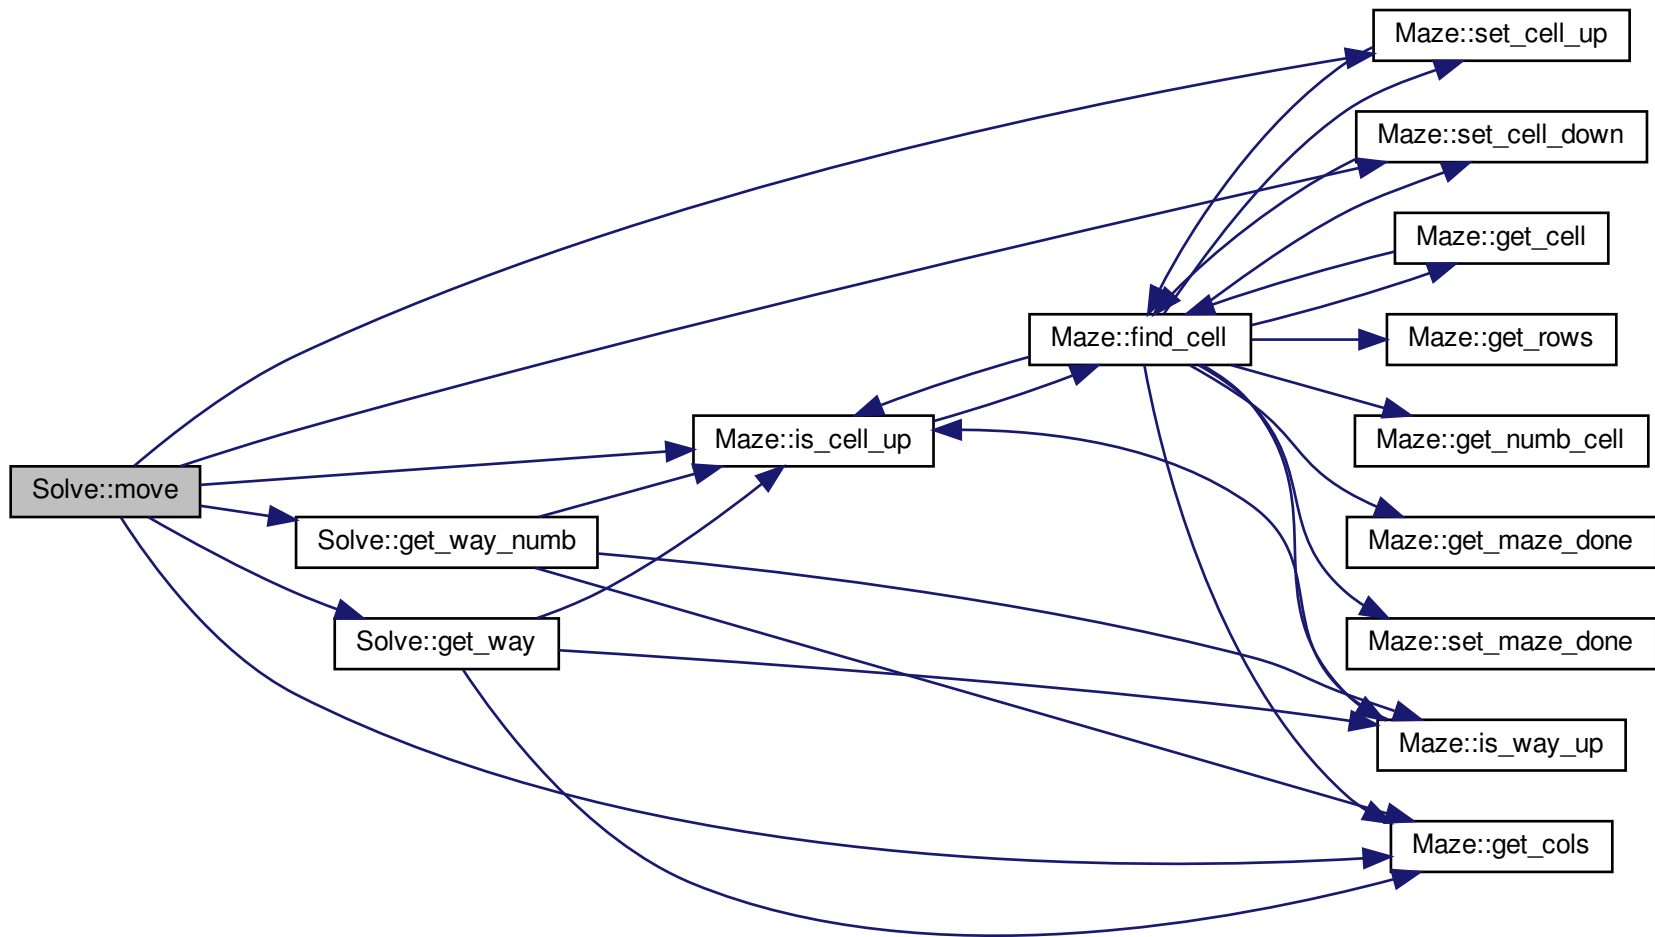 Maze::set_cell_up
Maze::set_cell_down
Maze::get_cell
Maze::find_cell
Maze::get_rows
Maze::is_cell_up
Maze::get_numb_cell
Solve::move
Solve::get_way_numb
Maze::get_maze_done
Solve::get_way
Maze::set_maze_done
Maze::is_way_up
Maze::get_cols